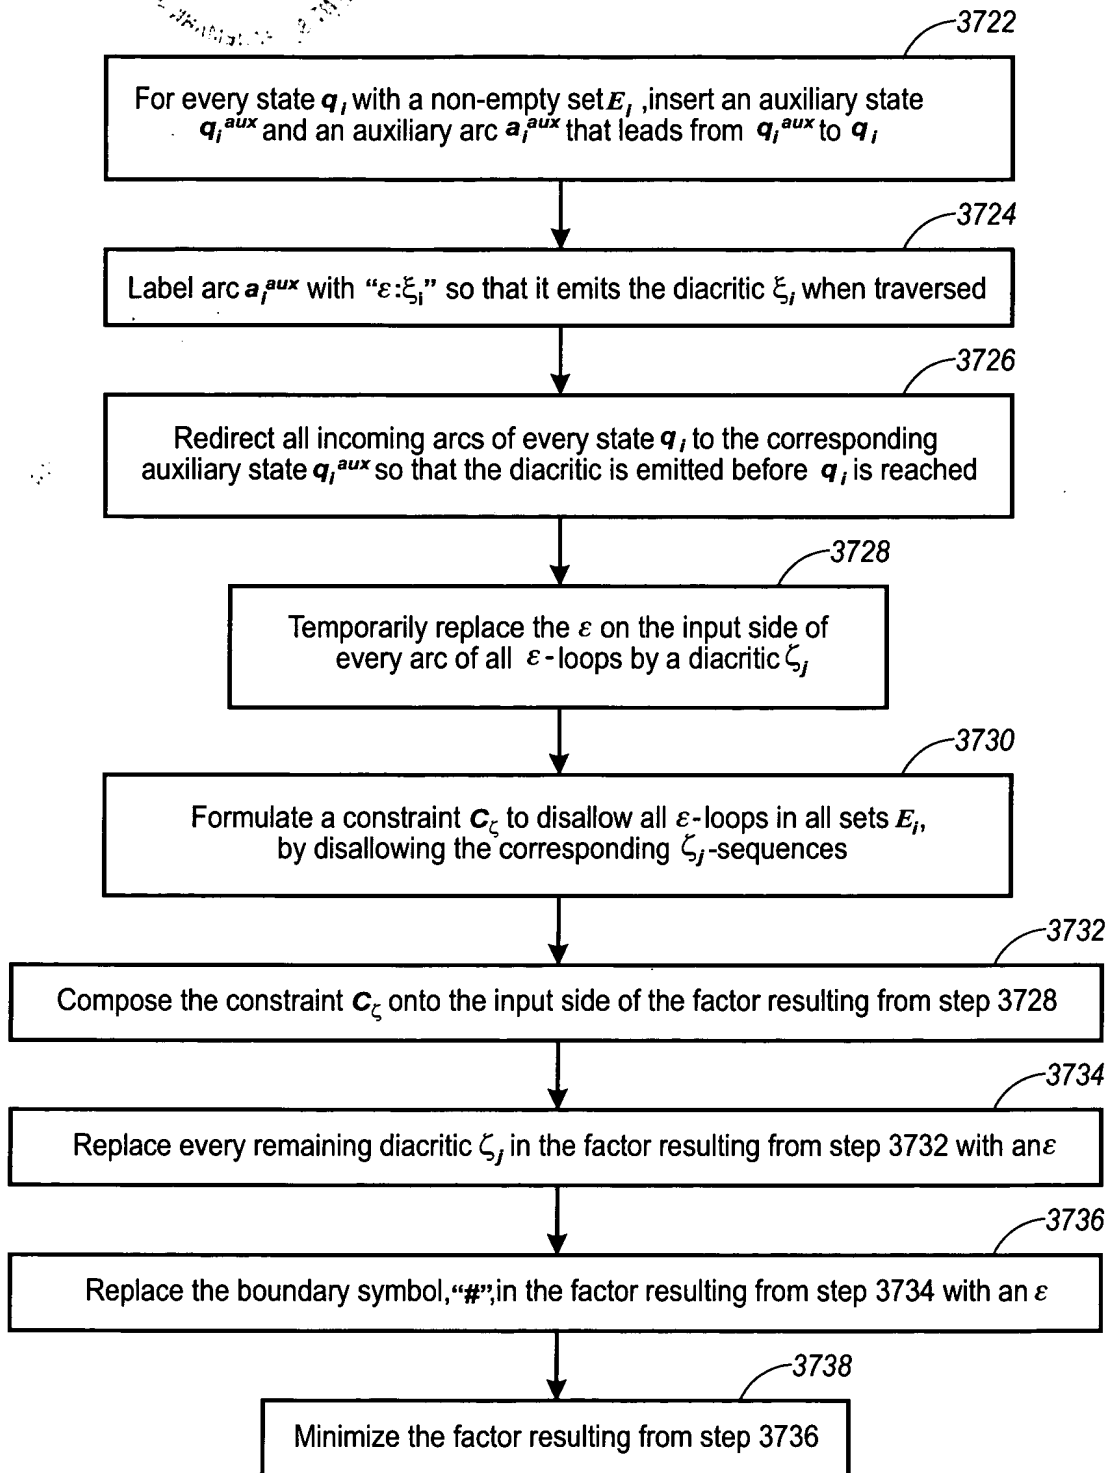 3722
For every state qᵢ with a non-empty set Eᵢ ,insert an auxiliary state
qᵢᵃᵘˣ and an auxiliary arc aᵢᵃᵘˣ that leads from qᵢᵃᵘˣ to qᵢ
3724
Label arc aᵢᵃᵘˣ with “ε:ξᵢ” so that it emits the diacritic ξᵢ when traversed
3726
Redirect all incoming arcs of every state qᵢ to the corresponding
auxiliary state qᵢᵃᵘˣ so that the diacritic is emitted before qᵢ is reached
3728
Temporarily replace the ε on the input side of
every arc of all ε-loops by a diacritic ζⱼ
3730
Formulate a constraint C_ζ to disallow all ε-loops in all sets Eᵢ,
by disallowing the corresponding ζⱼ-sequences
3732
Compose the constraint C_ζ onto the input side of the factor resulting from step 3728
3734
Replace every remaining diacritic ζⱼ in the factor resulting from step 3732 with an ε
3736
Replace the boundary symbol,“#”,in the factor resulting from step 3734 with an ε
3738
Minimize the factor resulting from step 3736